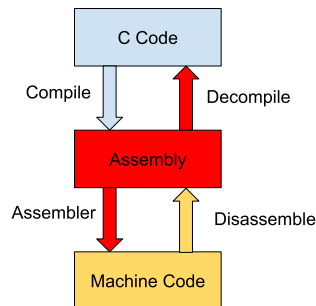 C Code
Compile
Decompile
Assembly
Assembler
Disassemble
Machine Code